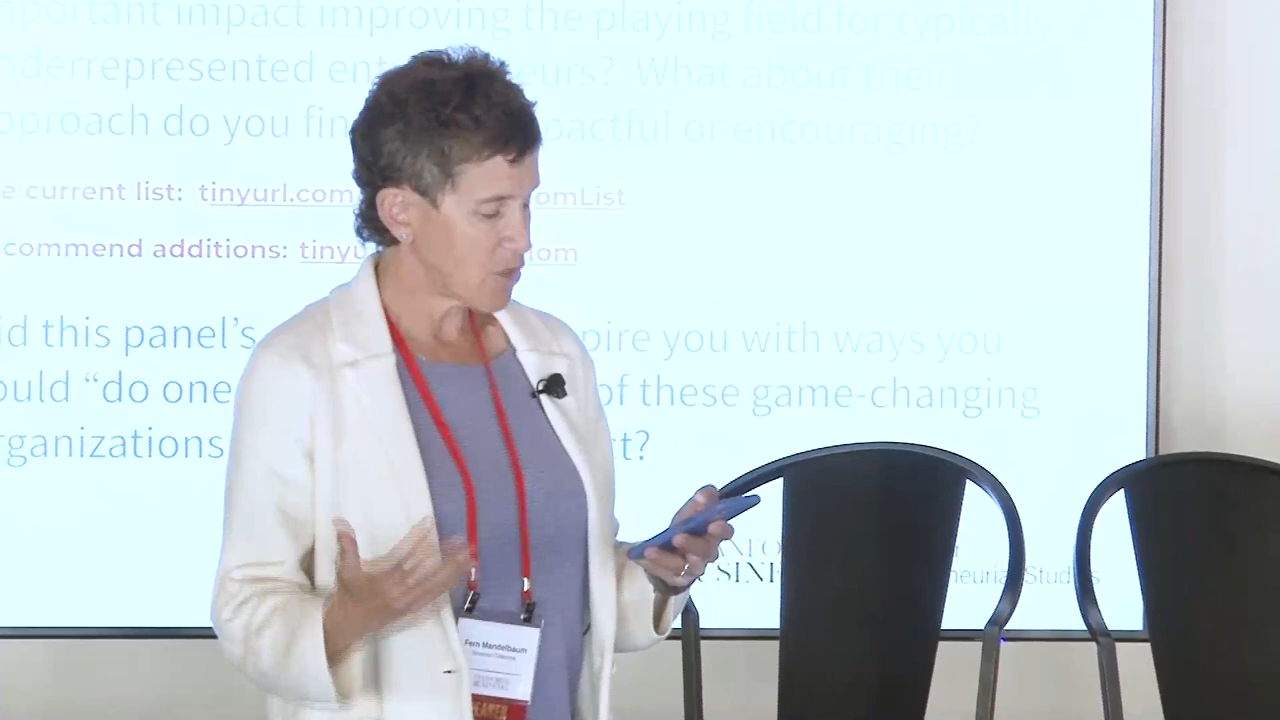 portant impact improving the playing field for typically
nderrepresented ent eurs? What about their
pproach do you fin pactful or encouraging?
e current list: tinyurl.com omList
commend additions: tinyu om
id this panel's pire you with ways you
ould "do one of these game-changing
rganizations ct?
Fern Mandelbaum